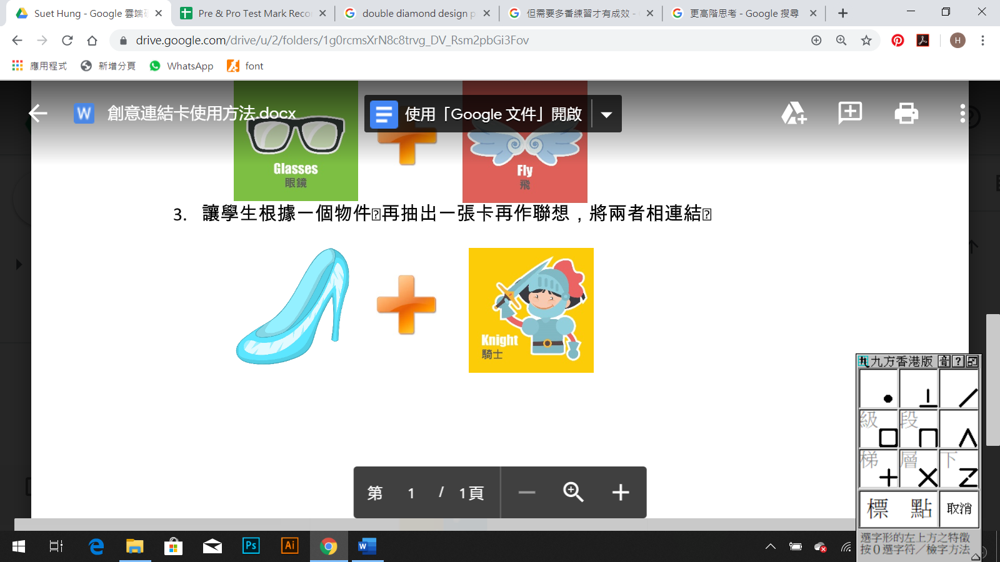 Suet Hung - Google 雲端
Pre & Pro Test Mark Reco
double diamond design p
但需要多番練習才有成效 -
更高階思考 - Google 搜尋
drive.google.com/drive/u/2/folders/1g0rcmsXrN8c8trvg_DV_Rsm2pbGi3Fov
H
應用程式
新增分頁
WhatsApp
font
W
創意連結卡使用方法.docx
使用「Google 文件」開啟
Glasses
眼鏡
Fly
飛
3. 讓學生根據一個物件 再抽出一張卡再作聯想，將兩者相連結
Knight
騎士
第 1 / 1頁
九方香港版 音 ?
級 段
梯 層 下
標點 取消
選字形的左上方之特徵
按0選字符／檢字方法
Ps
Ai
W